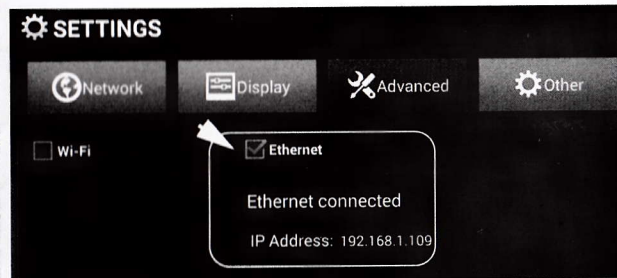 SETTINGS
Network Display Advanced Other
Wi-Fi Ethernet
Ethernet connected
IP Address: 192.168.1.109